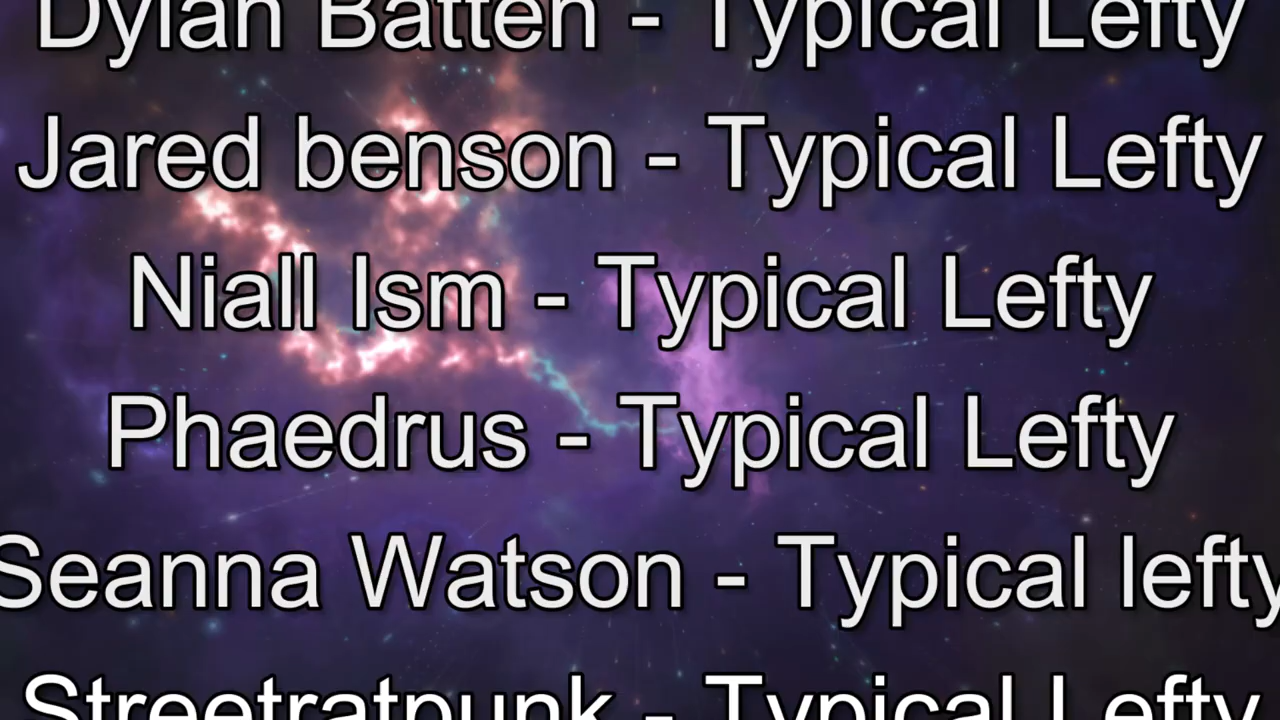 Dylan Batten - Typical Lefty
Jared benson - Typical Lefty
Niall Ism - Typical Lefty
Phaedrus - Typical Lefty
Seanna Watson - Typical lefty
Streetratpunk - Typical Lefty